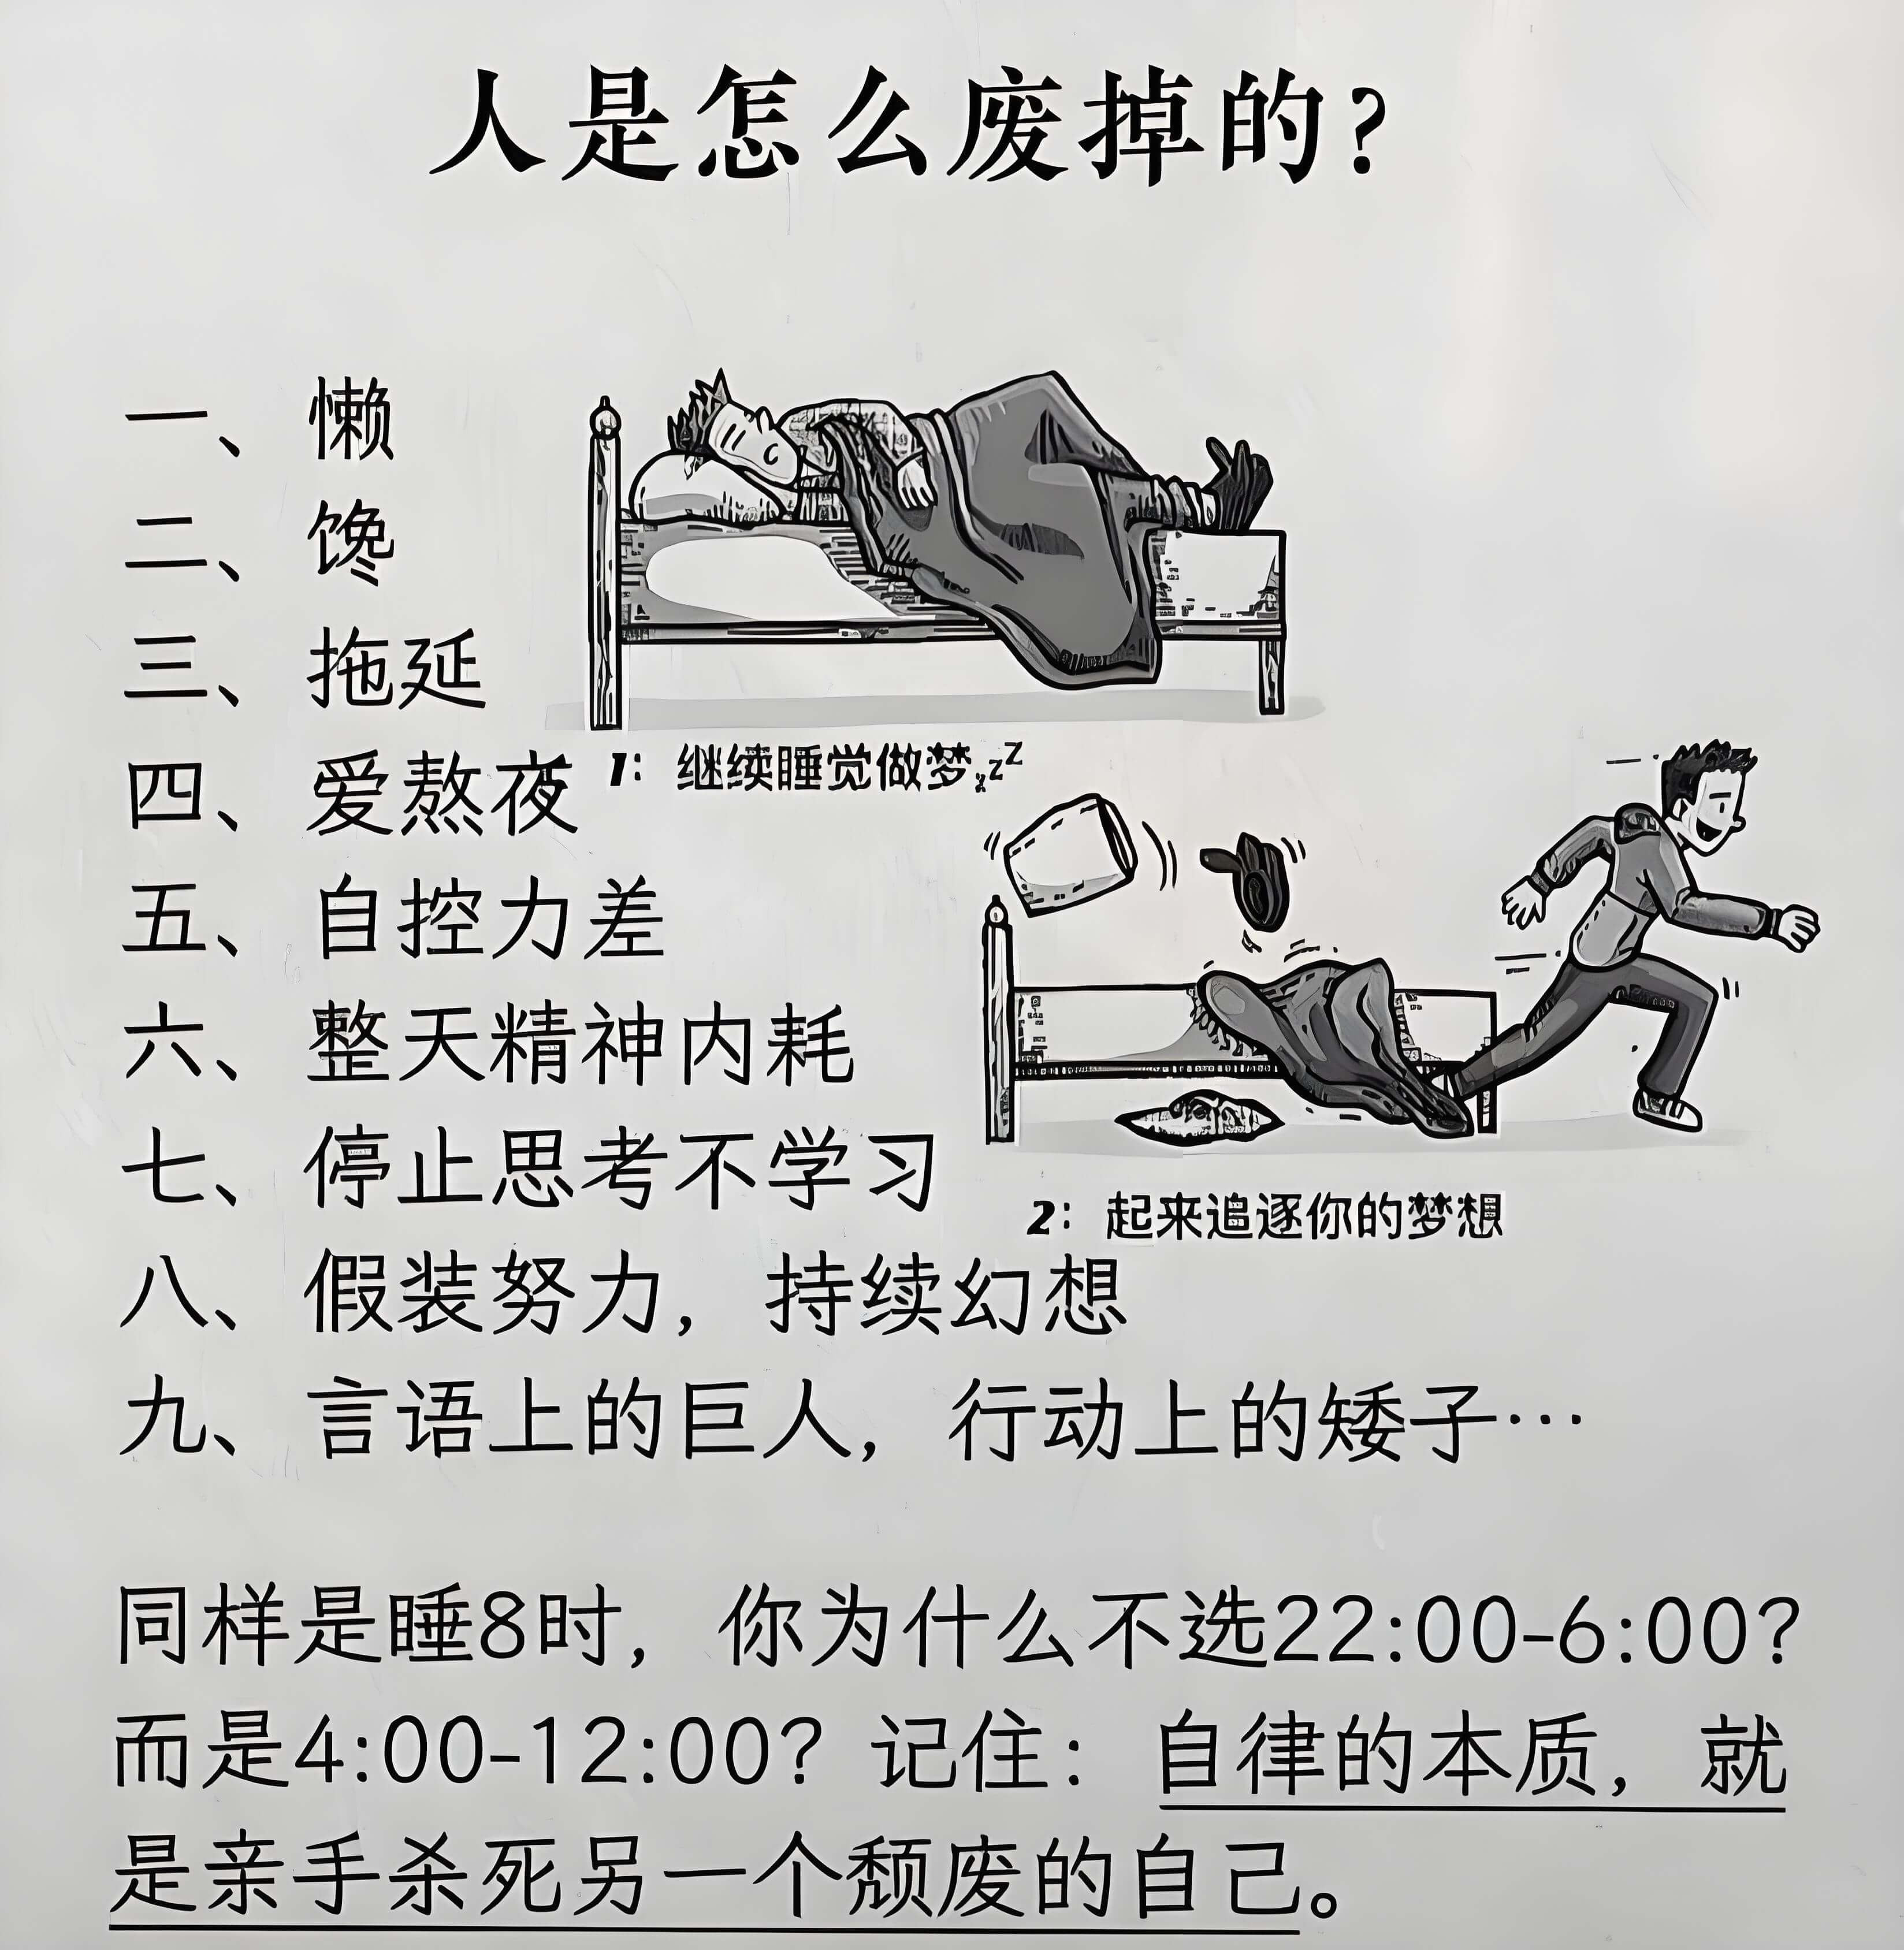 人是怎么废掉的?
一、 懒
二、 馋
三、 拖延
四、 爱熬夜
1: 继续睡觉做梦zzZ
五、 自控力差
六、 整天精神内耗
七、 停止思考不学习
2: 起来追逐你的梦想
八、 假装努力, 持续幻想
九、 言语上的巨人, 行动上的矮子…
同样是睡8时, 你为什么不选22:00-6:00?
而是4:00-12:00? 记住: 自律的本质, 就
是亲手杀死另一个颓废的自己。